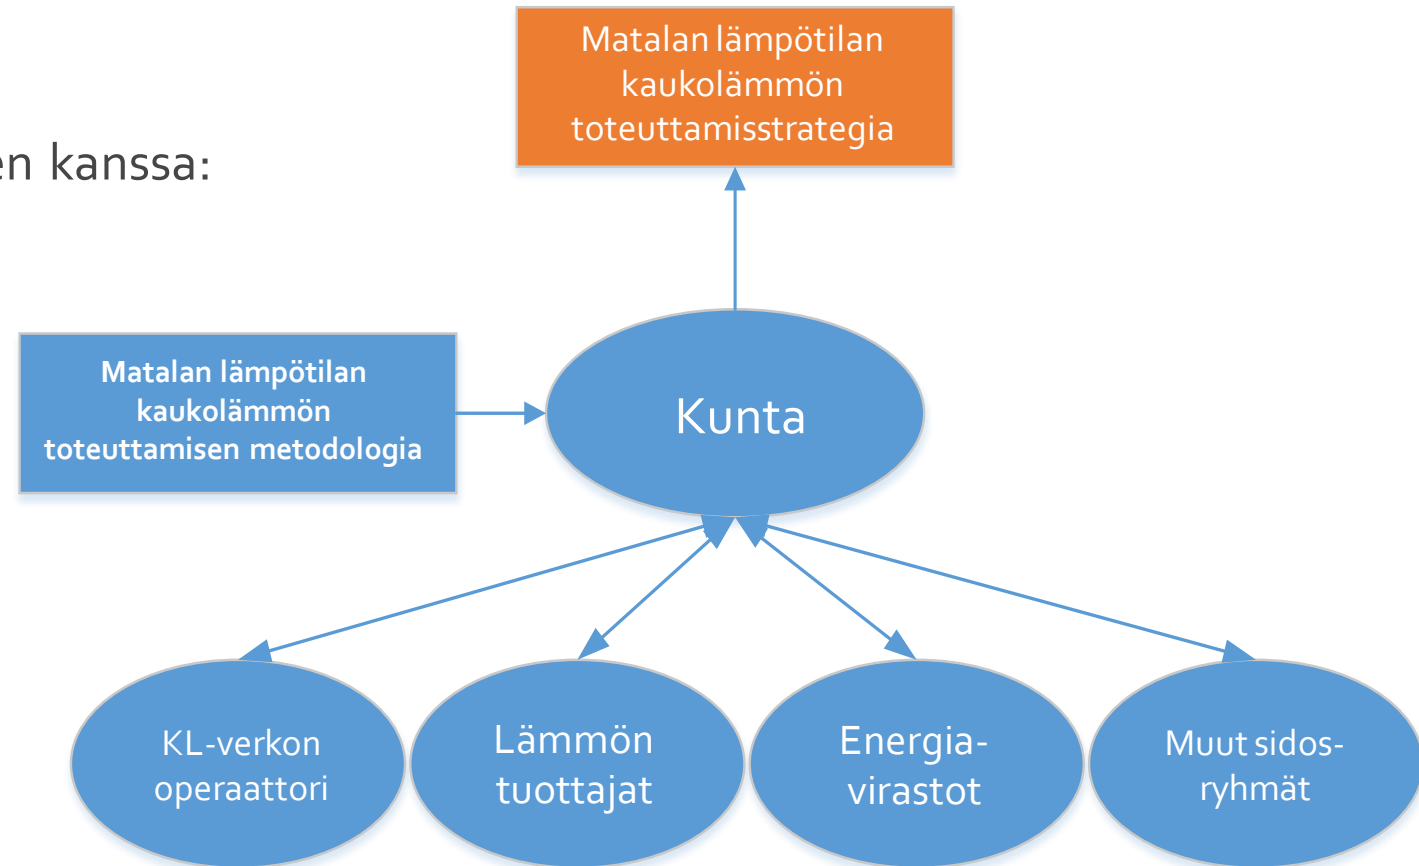 Matalan lämpötilan
kaukolämmön
toteuttamisstrategia
en kanssa:
Matalan lämpötilan
kaukolämmön
toteuttamisen metodologia
Kunta
KL-verkon
operaattori
Lämmön
tuottajat
Energia-
virastot
Muut sidos-
ryhmät